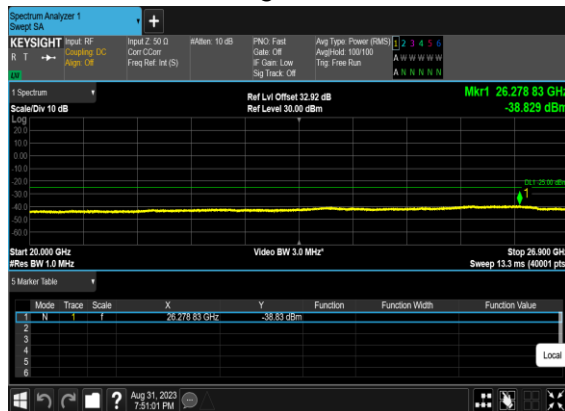 Spectrum Analyzer 1
Swept SA
KEYSIGHT Input: RF Input Z: 50 Ω #Atten: 10 dB PNO: Fast Avg Type: Power (RMS) 1 2 3 4 5 6
R T Coupling: DC Corr CCorr Gate: Off Avg|Hold: 100/100 A W W W W W
Align: Off Freq Ref: Int (S) IF Gain: Low Trig: Free Run
Sig Track: Off A N N N N N
LW
1 Spectrum
Ref Lvl Offset 32.92 dB Mkr1 26.278 83 GHz
Scale/Div 10 dB Ref Level 30.00 dBm -38.829 dBm
Log
20.0
10.0
0.00
-10.0
-20.0
DL1 -25.00 dBm
-30.0
1
-40.0
-50.0
-60.0
Start 20.000 GHz Video BW 3.0 MHz* Stop 26.900 GHz
#Res BW 1.0 MHz Sweep 13.3 ms (40001 pts)
5 Marker Table
Mode Trace Scale X Y Function Function Width Function Value
1 N 1 f 26.278 83 GHz -38.83 dBm
2
3
4
5
6
Local
? Aug 31, 2023
7:51:01 PM